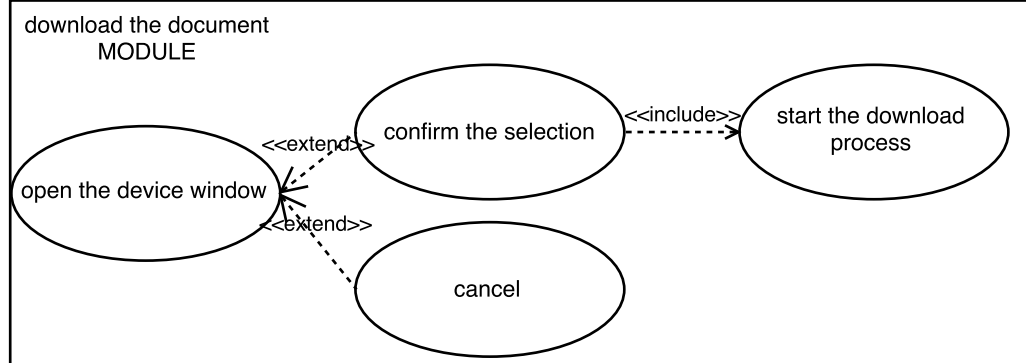 download the document
MODULE
<<extend>>
confirm the selection
<<include>>
start the download
process
open the device window
<<extend>>
cancel